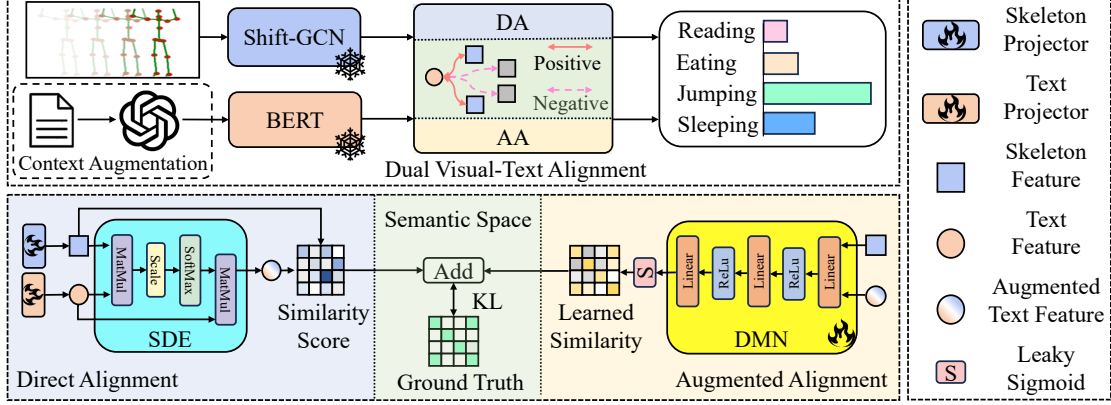 Shift-GCN
BERT
Context Augmentation
DA
Positive
Negative
AA
Dual Visual-Text Alignment
Reading
Eating
Jumping
Sleeping
MatMul
Scale
SoftMax
MatMul
SDE
Direct Alignment
Similarity
Score
Semantic Space
Add
KL
Ground Truth
Learned
Similarity
S
Linear
ReLu
Linear
ReLu
Linear
DMN
Augmented Alignment
Skeleton
Projector
Text
Projector
Skeleton
Feature
Text
Feature
Augmented
Text Feature
S
Leaky
Sigmoid